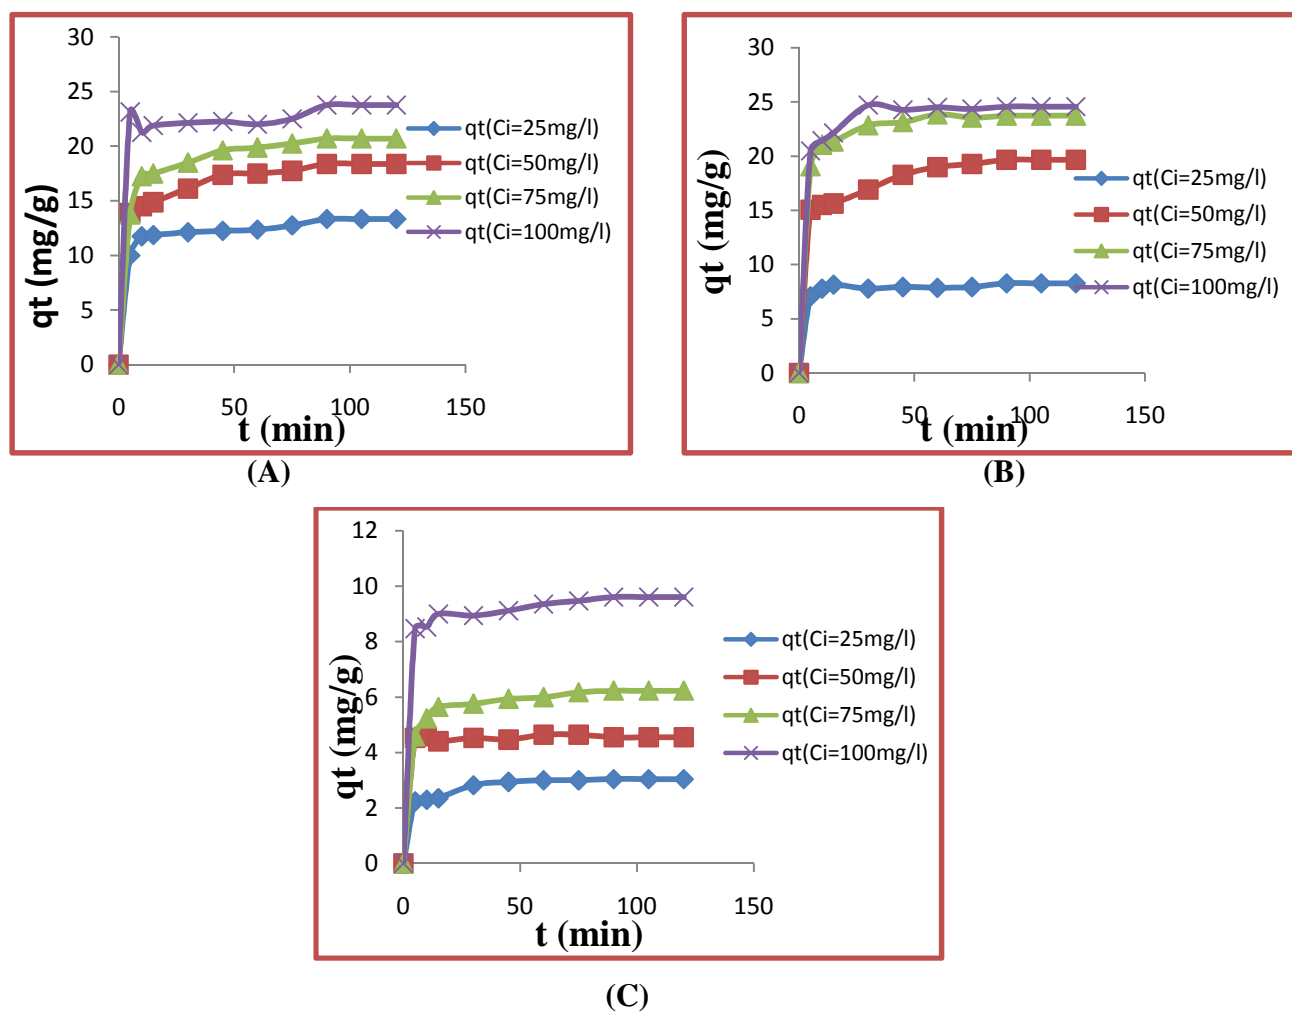 30
25
20
15
10
5
0
0
50
100
150
qt (mg/g)
t (min)
qt(Ci=25mg/l)
qt(Ci=50mg/l)
qt(Ci=75mg/l)
qt(Ci=100mg/l)
(A)
30
25
20
15
10
5
0
0
50
100
150
qt (mg/g)
t (min)
qt(Ci=25mg/l)
qt(Ci=50mg/l)
qt(Ci=75mg/l)
qt(Ci=100mg/l)
(B)
12
10
8
6
4
2
0
0
50
100
150
qt (mg/g)
t (min)
qt(Ci=25mg/l)
qt(Ci=50mg/l)
qt(Ci=75mg/l)
qt(Ci=100mg/l)
(C)